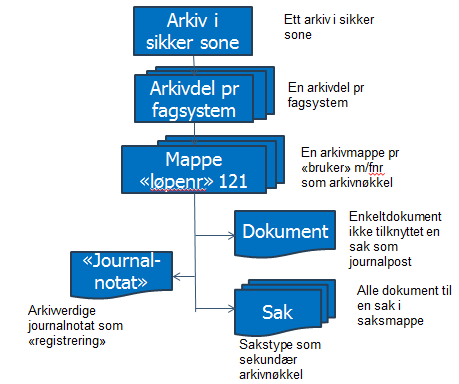 Arkiv i
sikker sone
Ett arkiv i sikker
sone
Arkivdel pr
fagsystem
En arkivdel pr
fagsystem
Mappe
«løpenr» 121
En arkivmappe pr
«bruker» m/fnr
som arkivnøkkel
Dokument
Enkeltdokument
ikke tilknyttet en
sak som
journalpost
«Journal-
notat»
Arkiverdige
journalnotat som
«registrering»
Sak
Alle dokument til
en sak i
saksmappe
Sakstype som
sekundær
arkivnøkkel